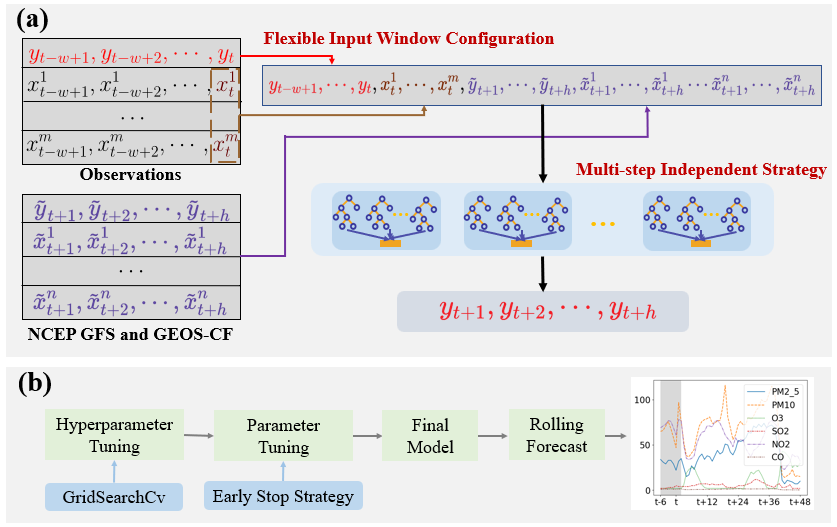 (a)
Flexible Input Window Configuration
y_{t−w+1}, y_{t−w+2}, ⋯, y_t
x^1_{t−w+1}, x^1_{t−w+2}, ⋯, x^1_t
⋯
x^m_{t−w+1}, x^m_{t−w+2}, ⋯, x^m_t
Observations
y_{t−w+1}, ⋯, y_t, x^1_t, ⋯, x^m_t, ỹ_{t+1}, ⋯, ỹ_{t+h}, x̃^1_{t+1}, ⋯, x̃^1_{t+h} ⋯ x̃^n_{t+1}, ⋯, x̃^n_{t+h}
Multi-step Independent Strategy
ỹ_{t+1}, ỹ_{t+2}, ⋯, ỹ_{t+h}
x̃^1_{t+1}, x̃^1_{t+2}, ⋯, x̃^1_{t+h}
⋯
x̃^n_{t+1}, x̃^n_{t+2}, ⋯, x̃^n_{t+h}
NCEP GFS and GEOS-CF
y_{t+1}, y_{t+2}, ⋯, y_{t+h}
(b)
Hyperparameter
Tuning
Parameter
Tuning
Final
Model
Rolling
Forecast
GridSearchCv
Early Stop Strategy
100
50
0
PM2_5
PM10
O3
SO2
NO2
CO
t-6 t t+12 t+24 t+36 t+48